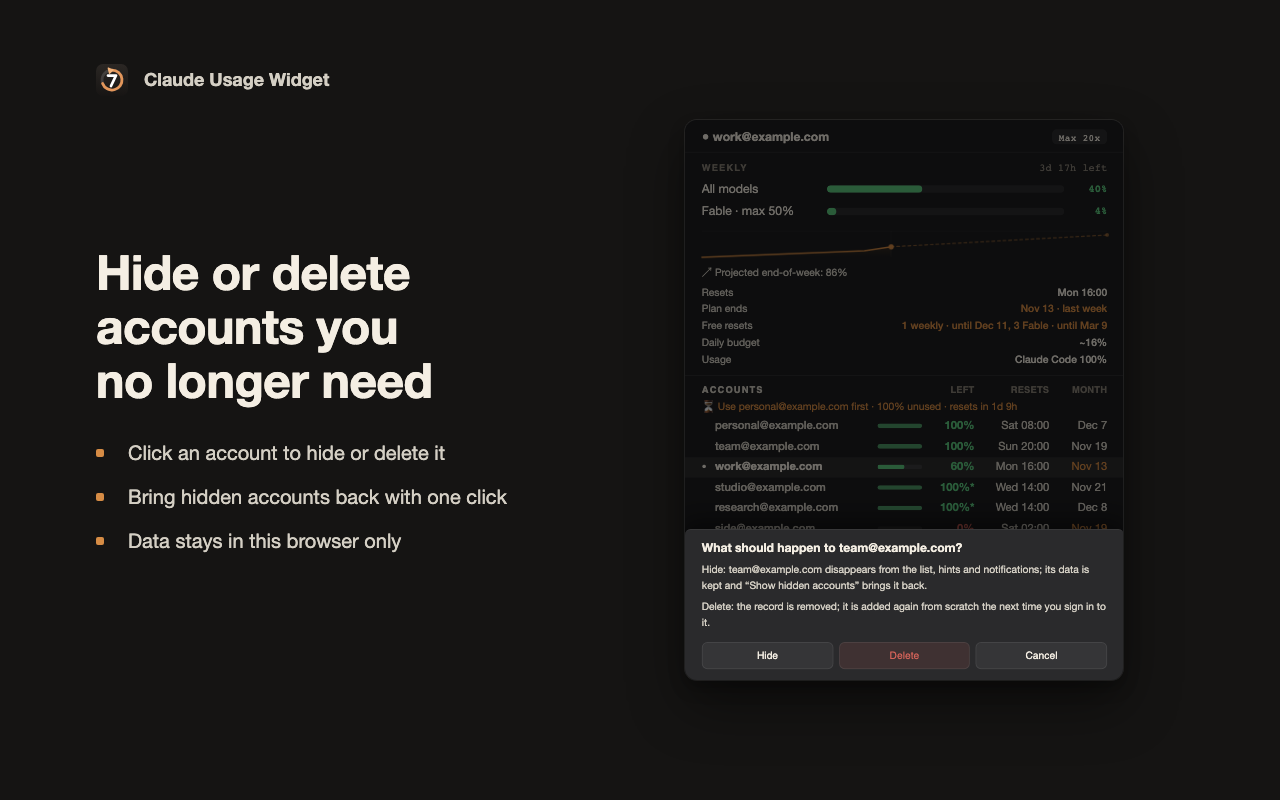 7
Claude Usage Widget
Hide or delete
accounts you
no longer need
Click an account to hide or delete it
Bring hidden accounts back with one click
Data stays in this browser only
• work@example.com Max 20x
WEEKLY 3d 17h left
All models 40%
Fable · max 50% 4%
Projected end-of-week: 86%
Resets Mon 16:00
Plan ends Nov 13 · last week
Free resets 1 weekly · until Dec 11, 3 Fable · until Mar 9
Daily budget ~16%
Usage Claude Code 100%
ACCOUNTS LEFT RESETS MONTH
⏳ Use personal@example.com first · 100% unused · resets in 1d 9h
personal@example.com 100% Sat 08:00 Dec 7
team@example.com 100% Sun 20:00 Nov 19
• work@example.com 60% Mon 16:00 Nov 13
studio@example.com 100%* Wed 14:00 Nov 21
research@example.com 100%* Wed 14:00 Dec 8
side@example.com 0% Sat 02:00 Nov 19
What should happen to team@example.com?
Hide: team@example.com disappears from the list, hints and notifications; its data is
kept and “Show hidden accounts” brings it back.
Delete: the record is removed; it is added again from scratch the next time you sign in to
it.
Hide Delete Cancel